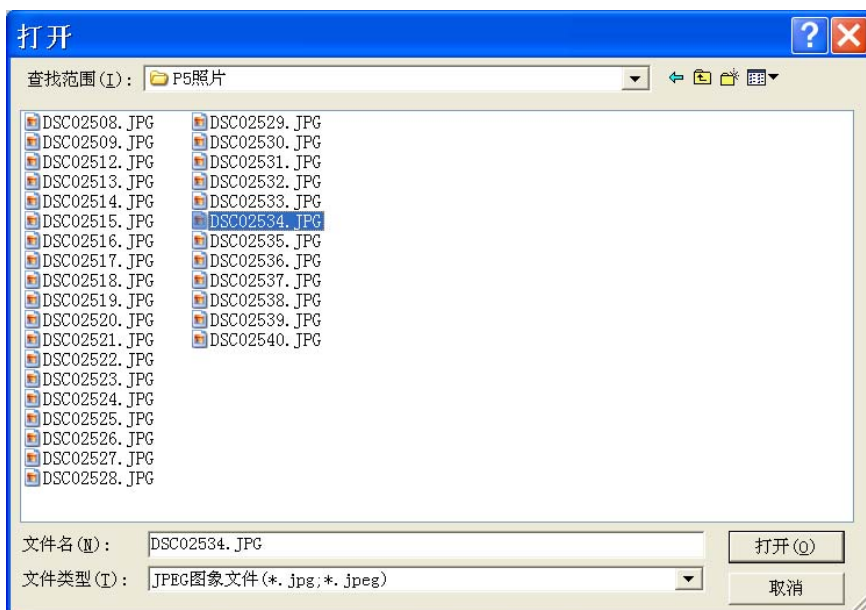 打开
查找范围(I): P5照片
DSC02508.JPG
DSC02509.JPG
DSC02512.JPG
DSC02513.JPG
DSC02514.JPG
DSC02515.JPG
DSC02516.JPG
DSC02517.JPG
DSC02518.JPG
DSC02519.JPG
DSC02520.JPG
DSC02521.JPG
DSC02522.JPG
DSC02523.JPG
DSC02524.JPG
DSC02525.JPG
DSC02526.JPG
DSC02527.JPG
DSC02528.JPG
DSC02529.JPG
DSC02530.JPG
DSC02531.JPG
DSC02532.JPG
DSC02533.JPG
DSC02534.JPG
DSC02535.JPG
DSC02536.JPG
DSC02537.JPG
DSC02538.JPG
DSC02539.JPG
DSC02540.JPG
文件名(N): DSC02534.JPG 打开(O)
文件类型(T): JPEG图象文件(*.jpg;*.jpeg) 取消